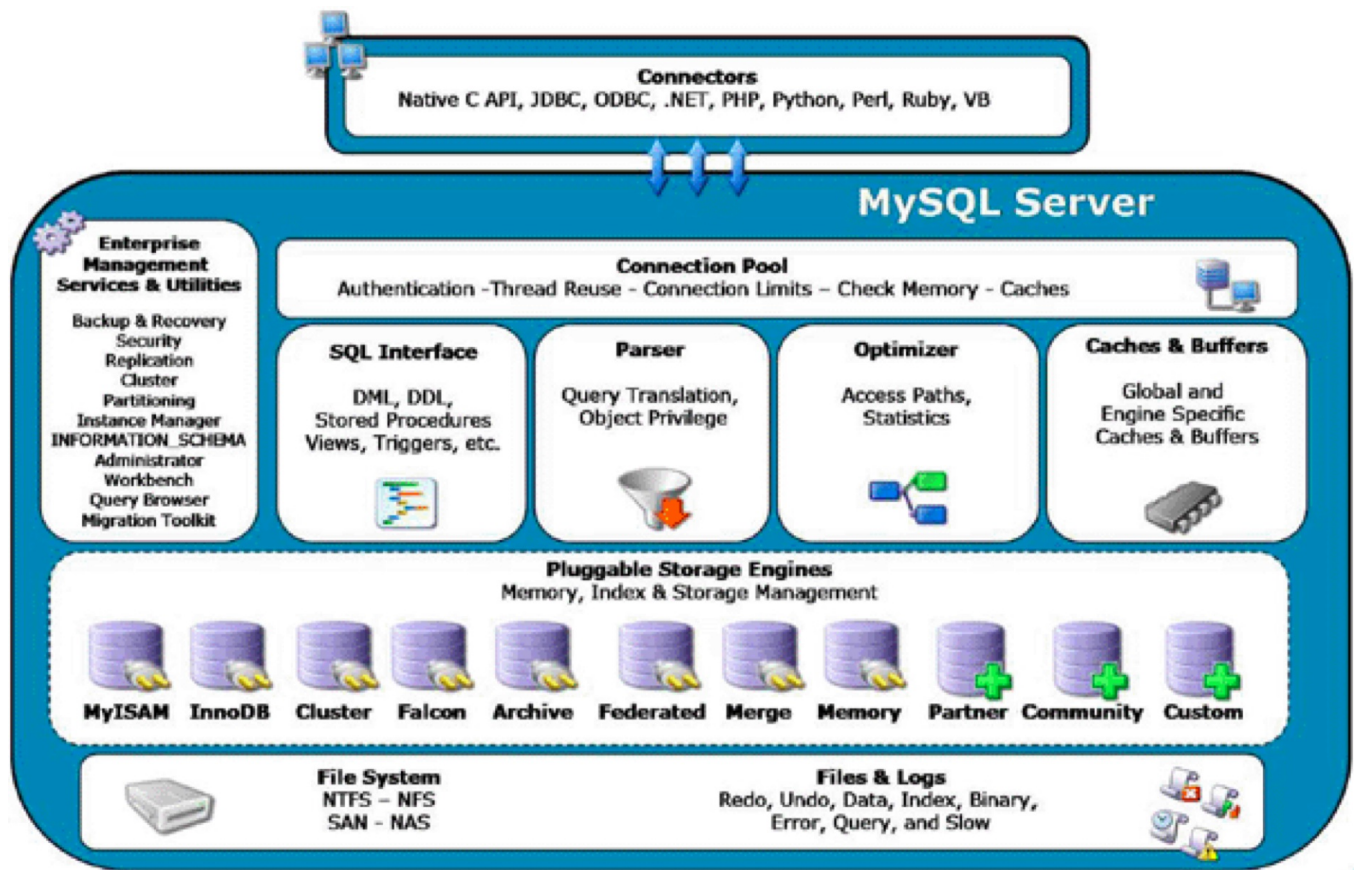 Connectors
Native C API, JDBC, ODBC, .NET, PHP, Python, Perl, Ruby, VB
MySQL Server
Enterprise
Management
Services & Utilities
Backup & Recovery
Security
Replication
Cluster
Partitioning
Instance Manager
INFORMATION_SCHEMA
Administrator
Workbench
Query Browser
Migration Toolkit
Connection Pool
Authentication -Thread Reuse - Connection Limits – Check Memory - Caches
SQL Interface
DML, DDL,
Stored Procedures
Views, Triggers, etc.
Parser
Query Translation,
Object Privilege
Optimizer
Access Paths,
Statistics
Caches & Buffers
Global and
Engine Specific
Caches & Buffers
Pluggable Storage Engines
Memory, Index & Storage Management
MyISAM
InnoDB
Cluster
Falcon
Archive
Federated
Merge
Memory
Partner
Community
Custom
File System
NTFS – NFS
SAN - NAS
Files & Logs
Redo, Undo, Data, Index, Binary,
Error, Query, and Slow